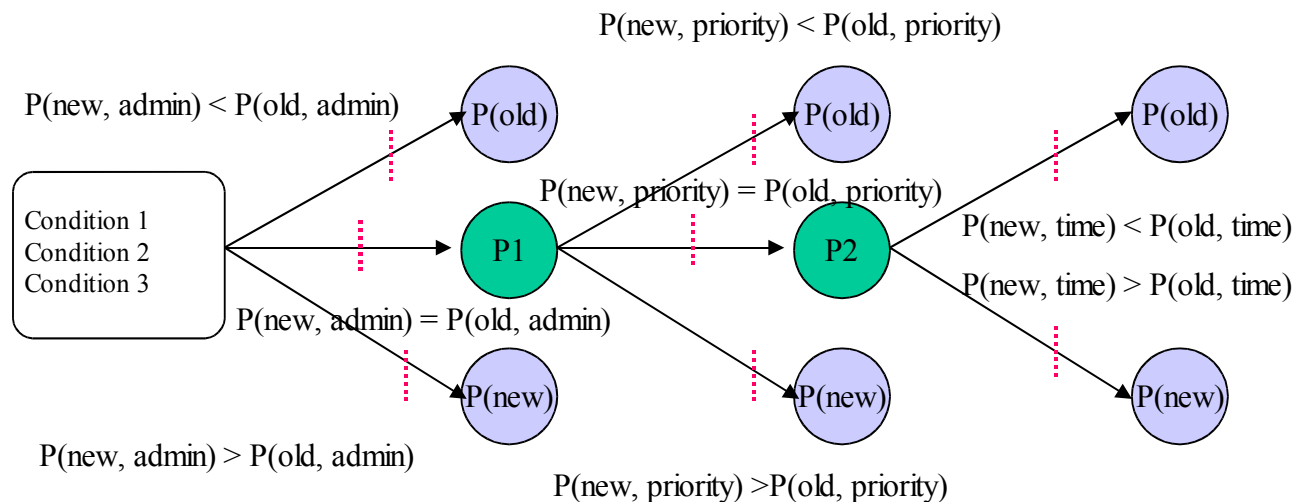 P(new, priority) < P(old, priority)
P(new, admin) < P(old, admin)
P(old)
P(old)
P(old)
P(new, priority) = P(old, priority)
Condition 1
Condition 2
Condition 3
P1
P2
P(new, time) < P(old, time)
P(new, time) > P(old, time)
P(new, admin) = P(old, admin)
P(new)
P(new)
P(new)
P(new, admin) > P(old, admin)
P(new, priority) >P(old, priority)